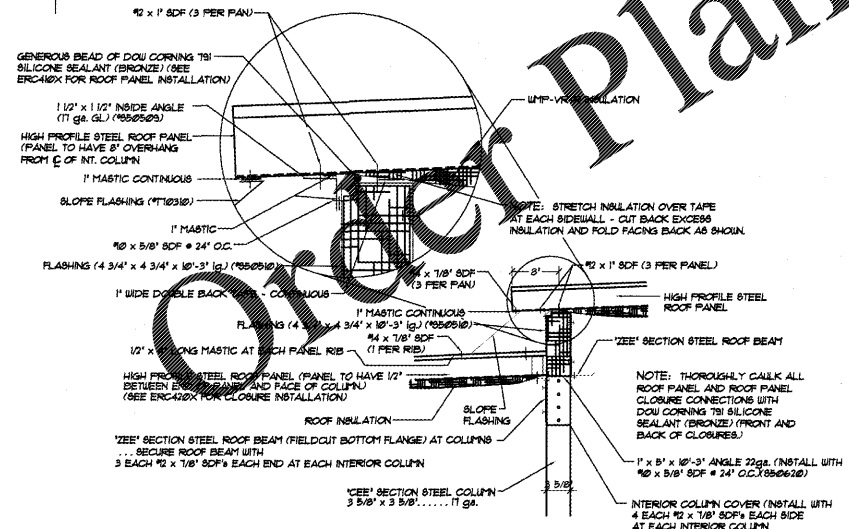 #12 x 1" SDF (3 PER PAN)
GENEROUS BEAD OF DOW CORNING 791
SILICONE SEALANT (BRONZE) (SEE
ERC410X FOR ROOF PANEL INSTALLATION)
1 1/2" x 1 1/2" INSIDE ANGLE
(17 ga. GL) (*S50509)
HIGH PROFILE STEEL ROOF PANEL
(PANEL TO HAVE 8" OVERHANG
FROM ℄ OF INT. COLUMN
1" MASTIC CONTINUOUS
SLOPE FLASHING (*T10310)
1" MASTIC
#10 x 5/8" SDF @ 24" O.C.
FLASHING (4 3/4" x 4 3/4" x 10'-3" lg.) (*S50510)
1" WIDE DOUBLE BACK TAPE - CONTINUOUS
INSULATION
NOTE: STRETCH INSULATION OVER TAPE
AT EACH SIDEWALL - CUT BACK EXCESS
INSULATION AND FOLD FACING BACK AS SHOWN.
#14 x 7/8" SDF
(3 PER PAN)
8"
#12 x 1" SDF (3 PER PANEL)
1" MASTIC CONTINUOUS
FLASHING (4 3/4" x 4 3/4" x 10'-3" lg.) (*S50510)
#14 x 7/8" SDF
(1 PER RIB)
HIGH PROFILE STEEL
ROOF PANEL
"ZEE" SECTION STEEL ROOF BEAM
1/2" x 4" LONG MASTIC AT EACH PANEL RIB
HIGH PROFILE STEEL ROOF PANEL (PANEL TO HAVE 1/2"
BETWEEN END OF PANEL AND FACE OF COLUMN)
(SEE ERC420X FOR CLOSURE INSTALLATION)
ROOF INSULATION
SLOPE
FLASHING
NOTE: THOROUGHLY CAULK ALL
ROOF PANEL AND ROOF PANEL
CLOSURE CONNECTIONS WITH
DOW CORNING 791 SILICONE
SEALANT (BRONZE) (FRONT AND
BACK OF CLOSURES.)
"ZEE" SECTION STEEL ROOF BEAM (FIELDCUT BOTTOM FLANGE) AT COLUMNS
... SECURE ROOF BEAM WITH
3 EACH #12 x 7/8" SDF's EACH END AT EACH INTERIOR COLUMN
1" x 5" x 10'-3" ANGLE 22ga. (INSTALL WITH
#10 x 5/8" SDF @ 24" O.C.)(S50620)
"CEE" SECTION STEEL COLUMN
3 5/8" x 3 5/8"...... 17 ga.
3 5/8"
INTERIOR COLUMN COVER (INSTALL WITH
4 EACH #12 x 7/8" SDF's EACH SIDE
AT EACH INTERIOR COLUMN
Order Plan